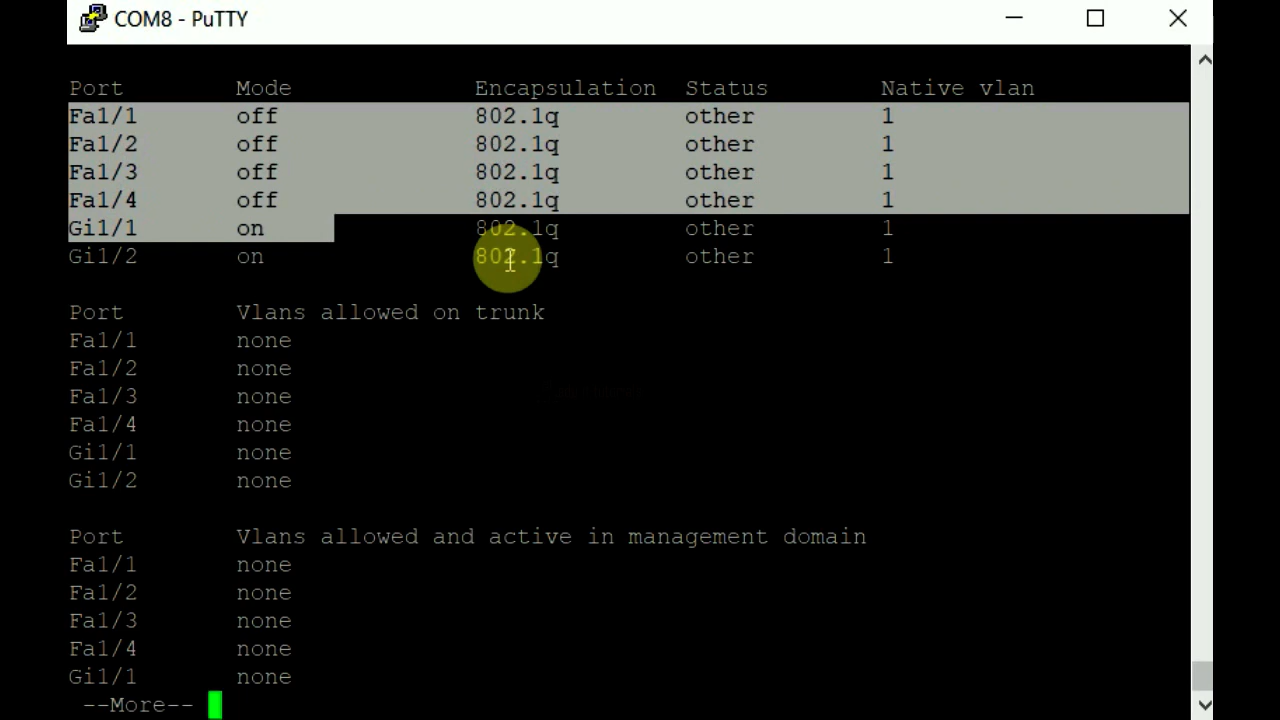 COM8 - PuTTY
Port Mode Encapsulation Status Native vlan
Fa1/1 off 802.1q other 1
Fa1/2 off 802.1q other 1
Fa1/3 off 802.1q other 1
Fa1/4 off 802.1q other 1
Gi1/1 on 802.1q other 1
Gi1/2 on 802.1q other 1
Port Vlans allowed on trunk
Fa1/1 none
Fa1/2 none
Fa1/3 none
Fa1/4 none
Gi1/1 none
Gi1/2 none
Port Vlans allowed and active in management domain
Fa1/1 none
Fa1/2 none
Fa1/3 none
Fa1/4 none
Gi1/1 none
--More--